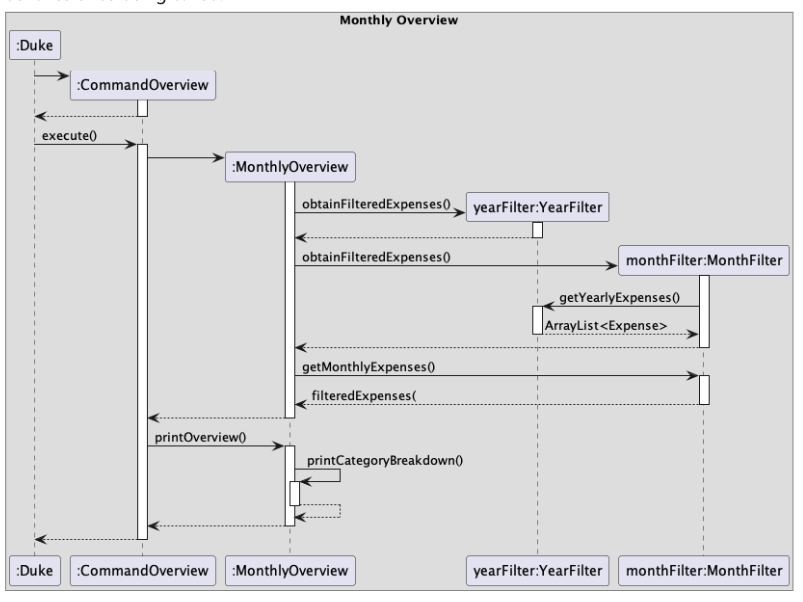 Monthly Overview
:Duke
:CommandOverview
execute()
:MonthlyOverview
obtainFilteredExpenses()
yearFilter:YearFilter
obtainFilteredExpenses()
monthFilter:MonthFilter
getYearlyExpenses()
ArrayList<Expense>
getMonthlyExpenses()
filteredExpenses(
printOverview()
printCategoryBreakdown()
:Duke
:CommandOverview
:MonthlyOverview
yearFilter:YearFilter
monthFilter:MonthFilter